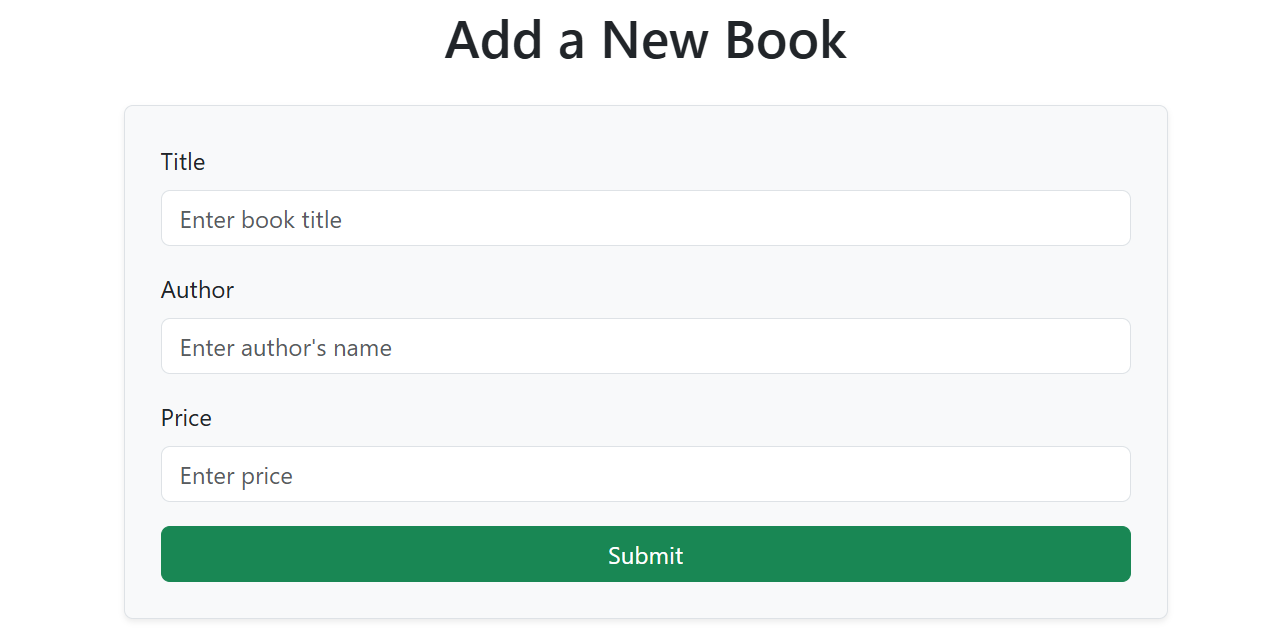 Add a New Book
Title
Enter book title
Author
Enter author's name
Price
Enter price
Submit